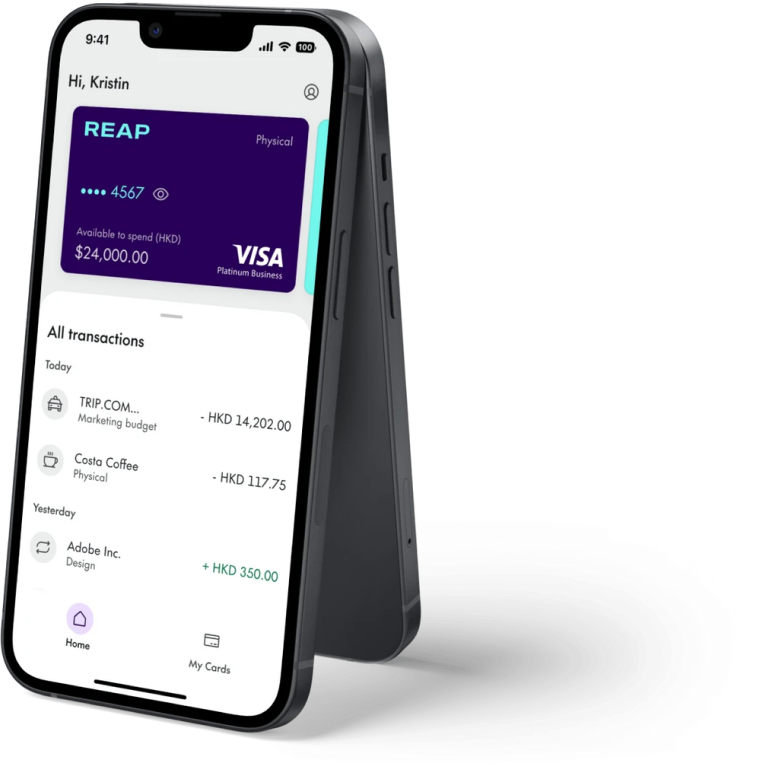 9:41
100
Hi, Kristin
REAP
Physical
•••• 4567
Available to spend (HKD)
$24,000.00
VISA
Platinum Business
All transactions
Today
TRIP.COM...
- HKD 14,202.00
Marketing budget
Costa Coffee
- HKD 117.75
Physical
Yesterday
Adobe Inc.
+ HKD 350.00
Design
Home
My Cards